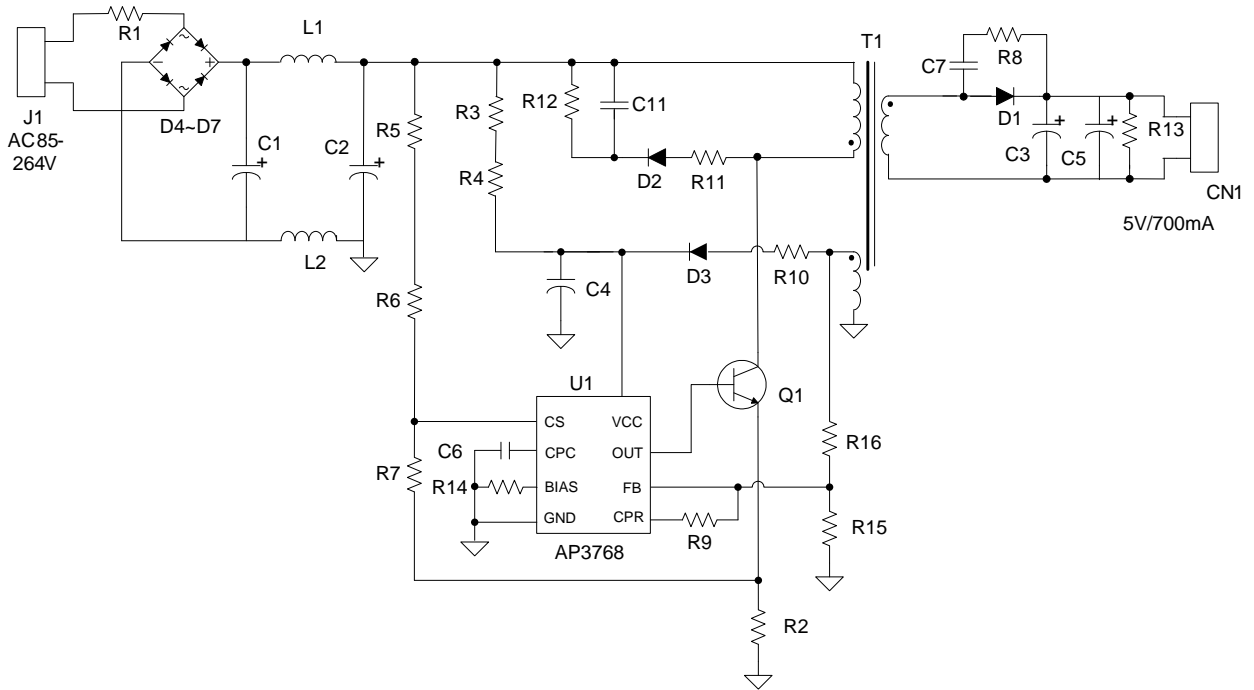 R1
L1
T1
C7
R8
J1
AC85-
264V
D4~D7
R12
C11
R3
R5
C1
C2
R4
D2
R11
D1
C3
C5
R13
CN1
5V/700mA
L2
R6
C4
D3
R10
U1
Q1
CS
VCC
C6
CPC
OUT
R16
R7
R14
BIAS
FB
GND
CPR
R9
R15
AP3768
R2
~
~
−
+
+
+
+
+